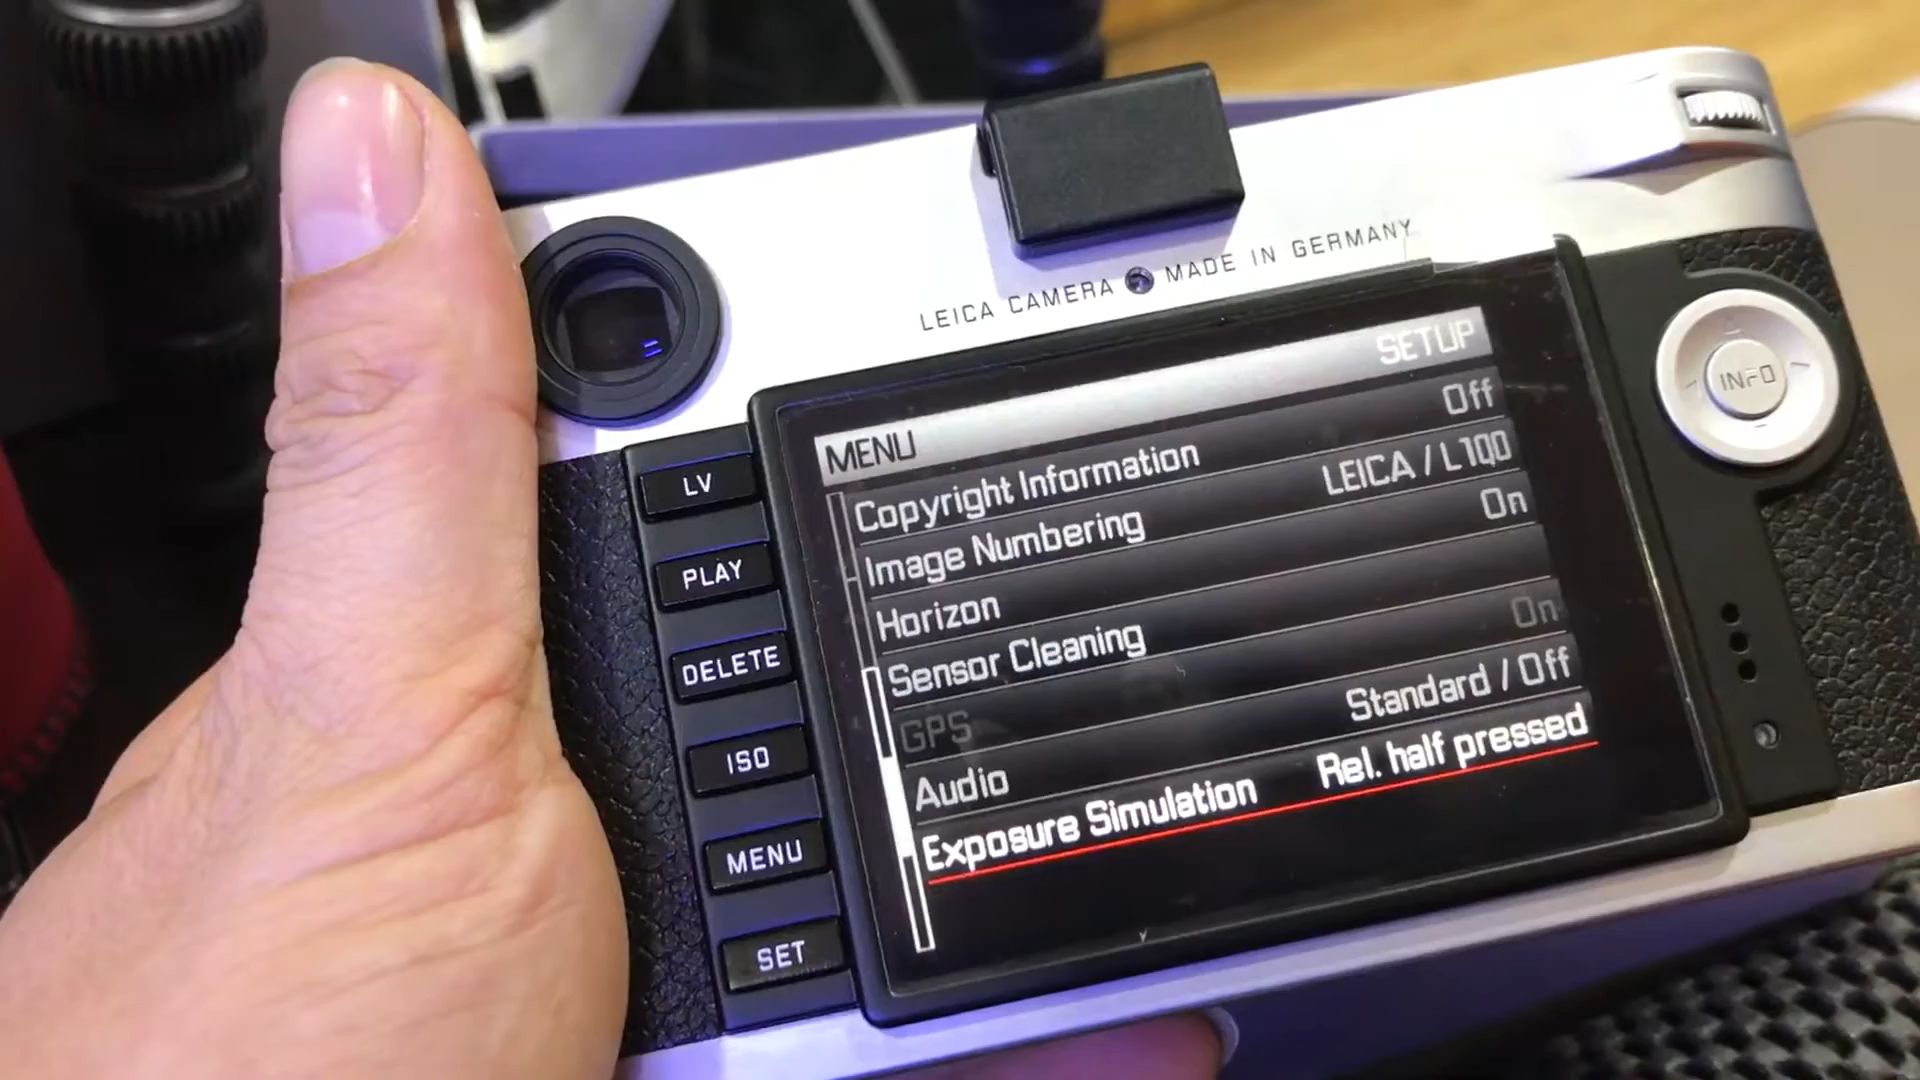 LEICA CAMERA MADE IN GERMANY
INFO
MENU SETUP
Copyright Information Off
Image Numbering LEICA / L100
Horizon On
Sensor Cleaning
GPS On
Audio Standard / Off
Exposure Simulation Rel. half pressed
LV
PLAY
DELETE
ISO
MENU
SET